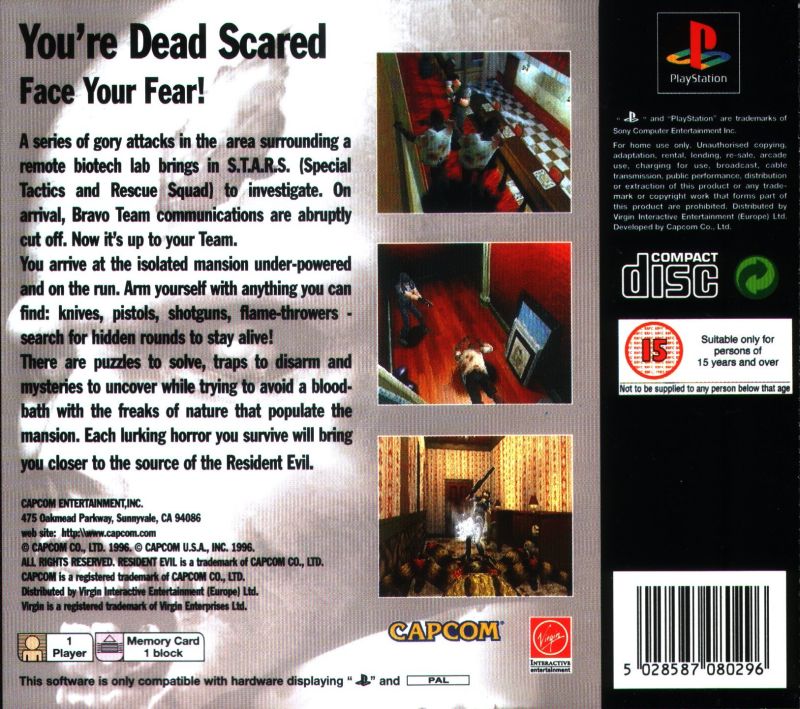 You're Dead Scared
Face Your Fear!
A series of gory attacks in the area surrounding a
remote biotech lab brings in S.T.A.R.S. (Special
Tactics and Rescue Squad) to investigate. On
arrival, Bravo Team communications are abruptly
cut off. Now it's up to your Team.
You arrive at the isolated mansion under-powered
and on the run. Arm yourself with anything you can
find: knives, pistols, shotguns, flame-throwers -
search for hidden rounds to stay alive!
There are puzzles to solve, traps to disarm and
mysteries to uncover while trying to avoid a blood-
bath with the freaks of nature that populate the
mansion. Each lurking horror you survive will bring
you closer to the source of the Resident Evil.
CAPCOM ENTERTAINMENT,INC.
475 Oakmead Parkway, Sunnyvale, CA 94086
web site: http:\\www.capcom.com
© CAPCOM CO., LTD. 1996. © CAPCOM U.S.A., INC. 1996.
ALL RIGHTS RESERVED. RESIDENT EVIL is a trademark of CAPCOM CO., LTD.
CAPCOM is a registered trademark of CAPCOM CO., LTD.
Distributed by Virgin Interactive Entertainment (Europe) Ltd.
Virgin is a registered trademark of Virgin Enterprises Ltd.
1
Player
Memory Card
1 block
CAPCOM
Virgin
INTERACTIVE
entertainment
This software is only compatible with hardware displaying " " and PAL
PlayStation
" " and "PlayStation" are trademarks of
Sony Computer Entertainment Inc.
For home use only. Unauthorised copying,
adaptation, rental, lending, re-sale, arcade
use, charging for use, broadcast, cable
transmission, public performance, distribution
or extraction of this product or any trade-
mark or copyright work that forms part of
this product are prohibited. Distributed by
Virgin Interactive Entertainment (Europe) Ltd.
Developed by Capcom Co., Ltd.
COMPACT
disc
15
Suitable only for
persons of
15 years and over
Not to be supplied to any person below that age
5 028587 080296